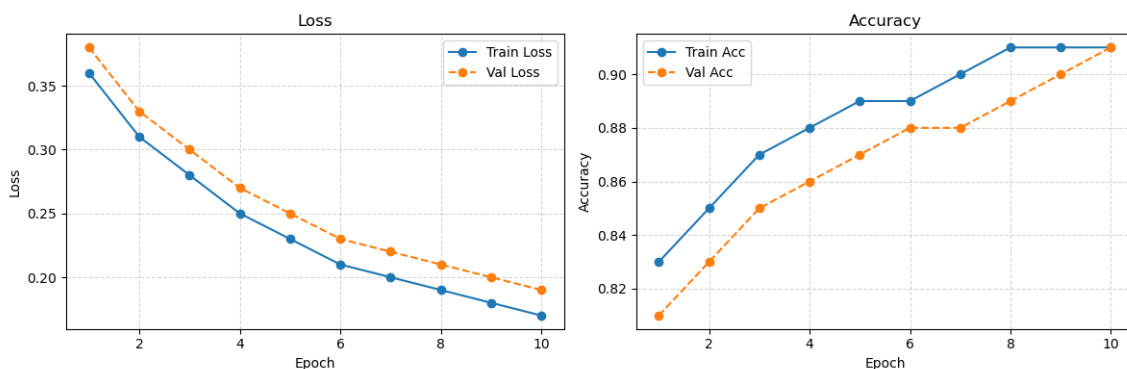 Loss
Train Loss
Val Loss
0.35
0.30
0.25
0.20
Loss
2 4 6 8 10
Epoch
Accuracy
Train Acc
Val Acc
0.90
0.88
0.86
0.84
0.82
Accuracy
2 4 6 8 10
Epoch